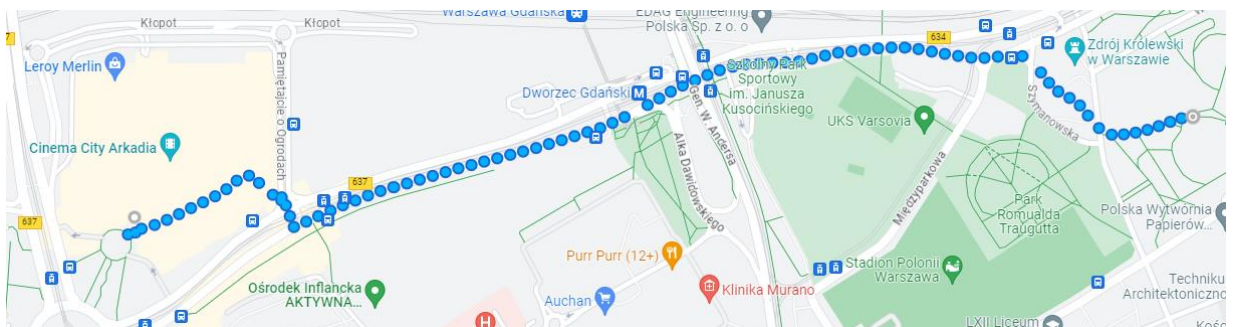 Kłopot
Kłopot
Warszawa Gdańska
EDAG Engineering
Polska Sp. z o. o
634
Leroy Merlin
Pamiętajcie o Ogrodach
Zdrój Królewski
w Warszawie
Szkolny Park
Sportowy
im. Janusza
Kusocińskiego
Dworzec Gdański
M
Gen. W. Andersa
UKS Varsovia
Szymanowska
Cinema City Arkadia
637
Alka Dawidowskiego
Międzyparkowa
637
Park
Romualda
Traugutta
Polska Wytwórnia
Papierów...
Purr Purr (12+)
Stadion Polonii
Warszawa
Ośrodek Inflancka
AKTYWNA...
Klinika Murano
Auchan
Techniku
Architektoniczno
H
LXII Liceum